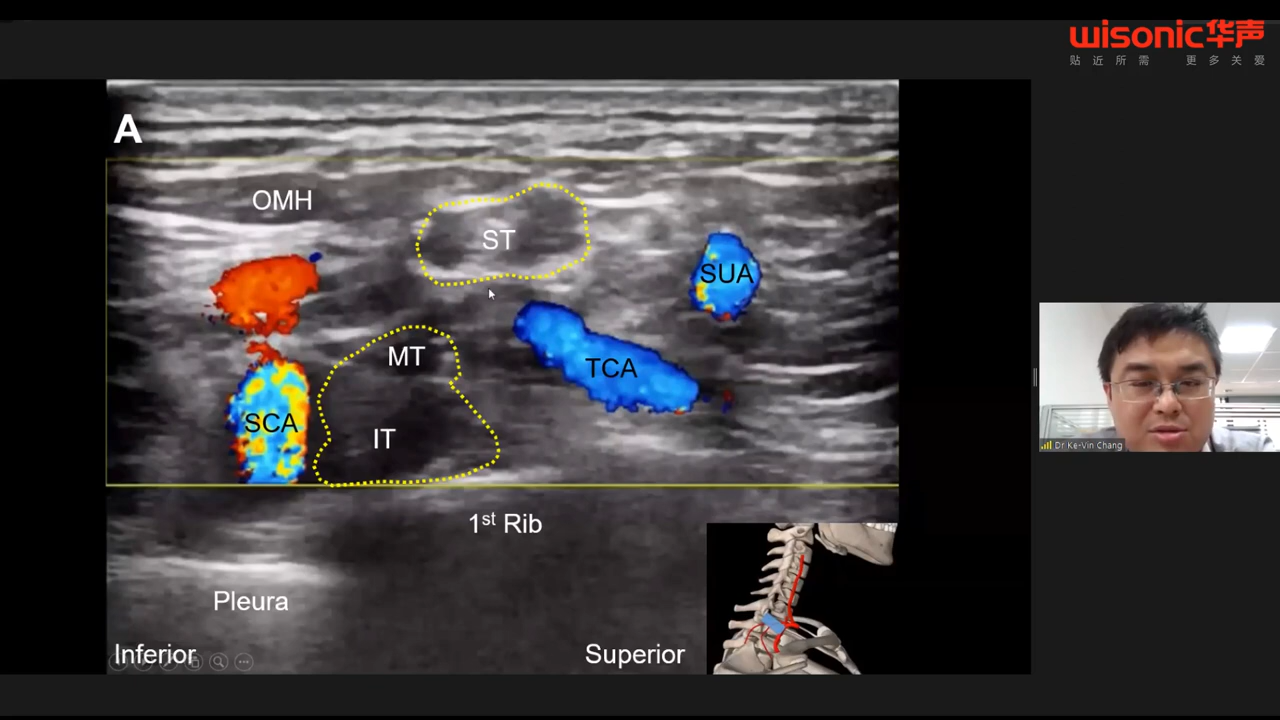 wisonic华声
贴近所需 更多关爱
A
OMH
ST
SUA
MT
TCA
SCA
IT
1st Rib
Pleura
Inferior
Superior
Dr Ke-Vin Chang